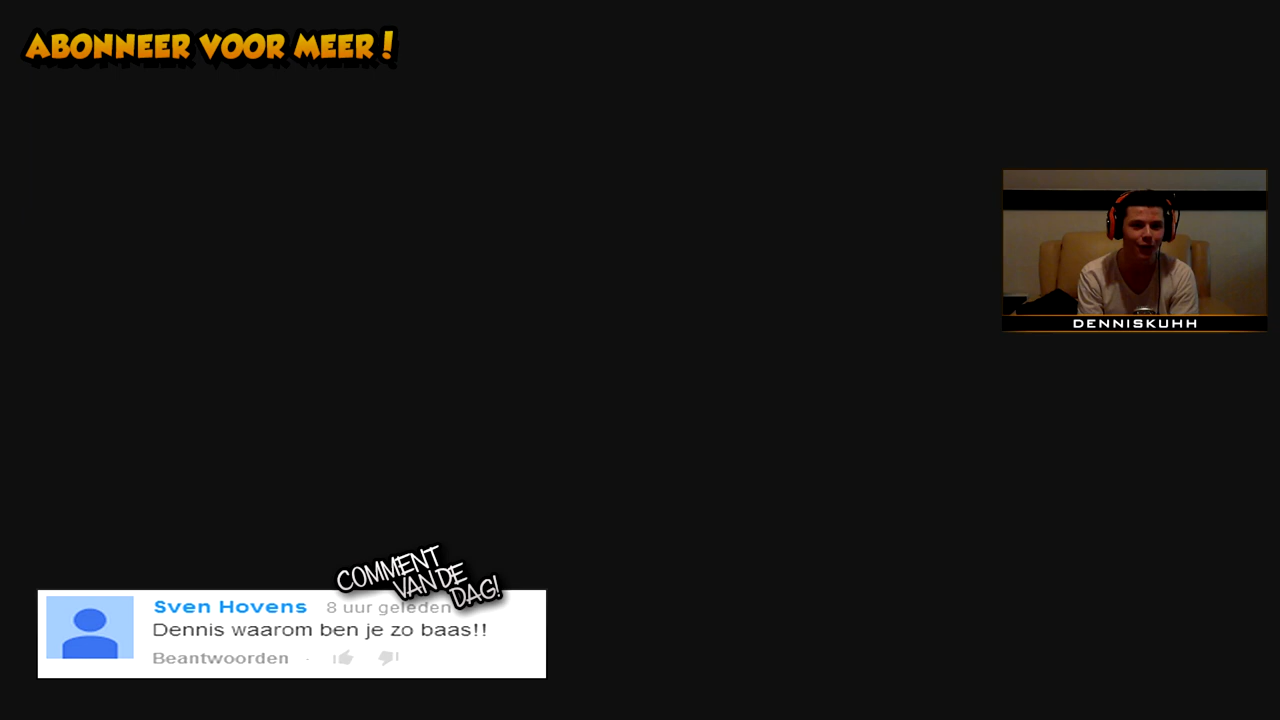 ABONNEER VOOR MEER!
DENNISKUHH
COMMENT
VAN DE
DAG!
Sven Hovens 8 uur geleden
Dennis waarom ben je zo baas!!
Beantwoorden ·